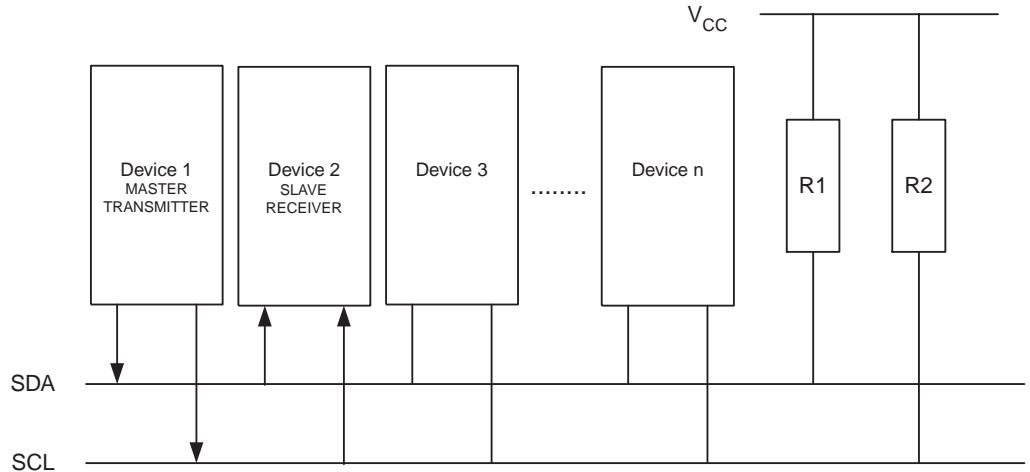 VCC
Device 1
MASTER
TRANSMITTER
Device 2
SLAVE
RECEIVER
Device 3
........
Device n
R1
R2
SDA
SCL